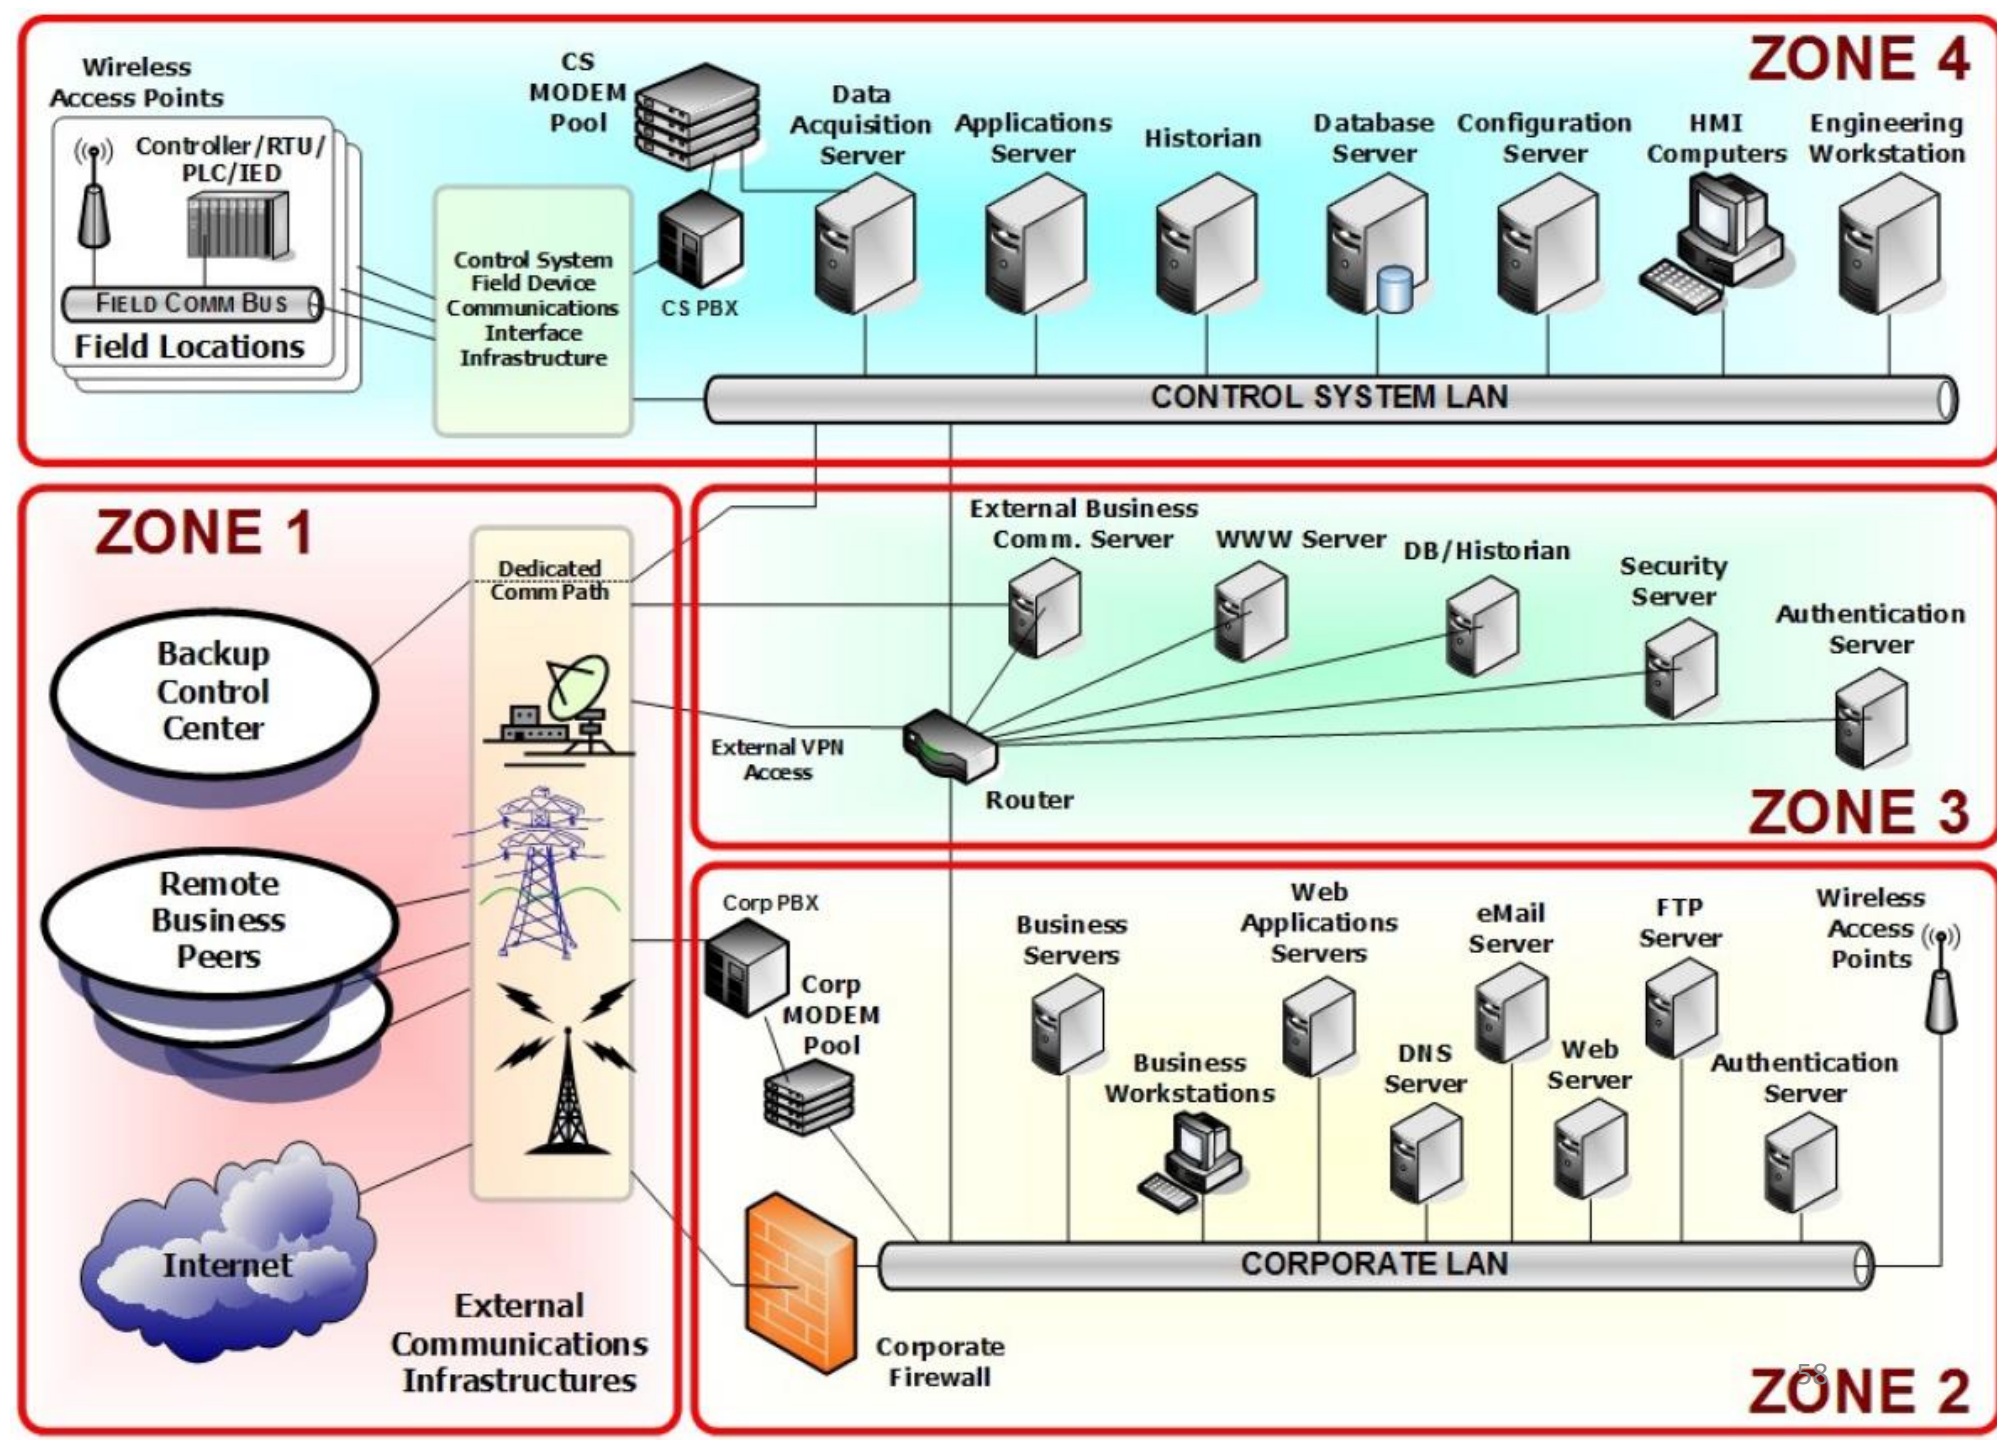 ZONE 4
Wireless
Access Points
Controller/RTU/
PLC/IED
FIELD COMM BUS
Field Locations
Control System
Field Device
Communications
Interface
Infrastructure
CS
MODEM
Pool
CS PBX
Data
Acquisition
Server
Applications
Server
Historian
Database
Server
Configuration
Server
HMI
Computers
Engineering
Workstation
CONTROL SYSTEM LAN
ZONE 1
Dedicated
Comm Path
Backup
Control
Center
Remote
Business
Peers
Internet
External
Communications
Infrastructures
External Business
Comm. Server
WWW Server
DB/Historian
Security
Server
Authentication
Server
External VPN
Access
Router
ZONE 3
Corp PBX
Corp
MODEM
Pool
Business
Servers
Business
Workstations
Web
Applications
Servers
DNS
Server
eMail
Server
Web
Server
FTP
Server
Authentication
Server
Wireless
Access
Points
CORPORATE LAN
Corporate
Firewall
58
ZONE 2